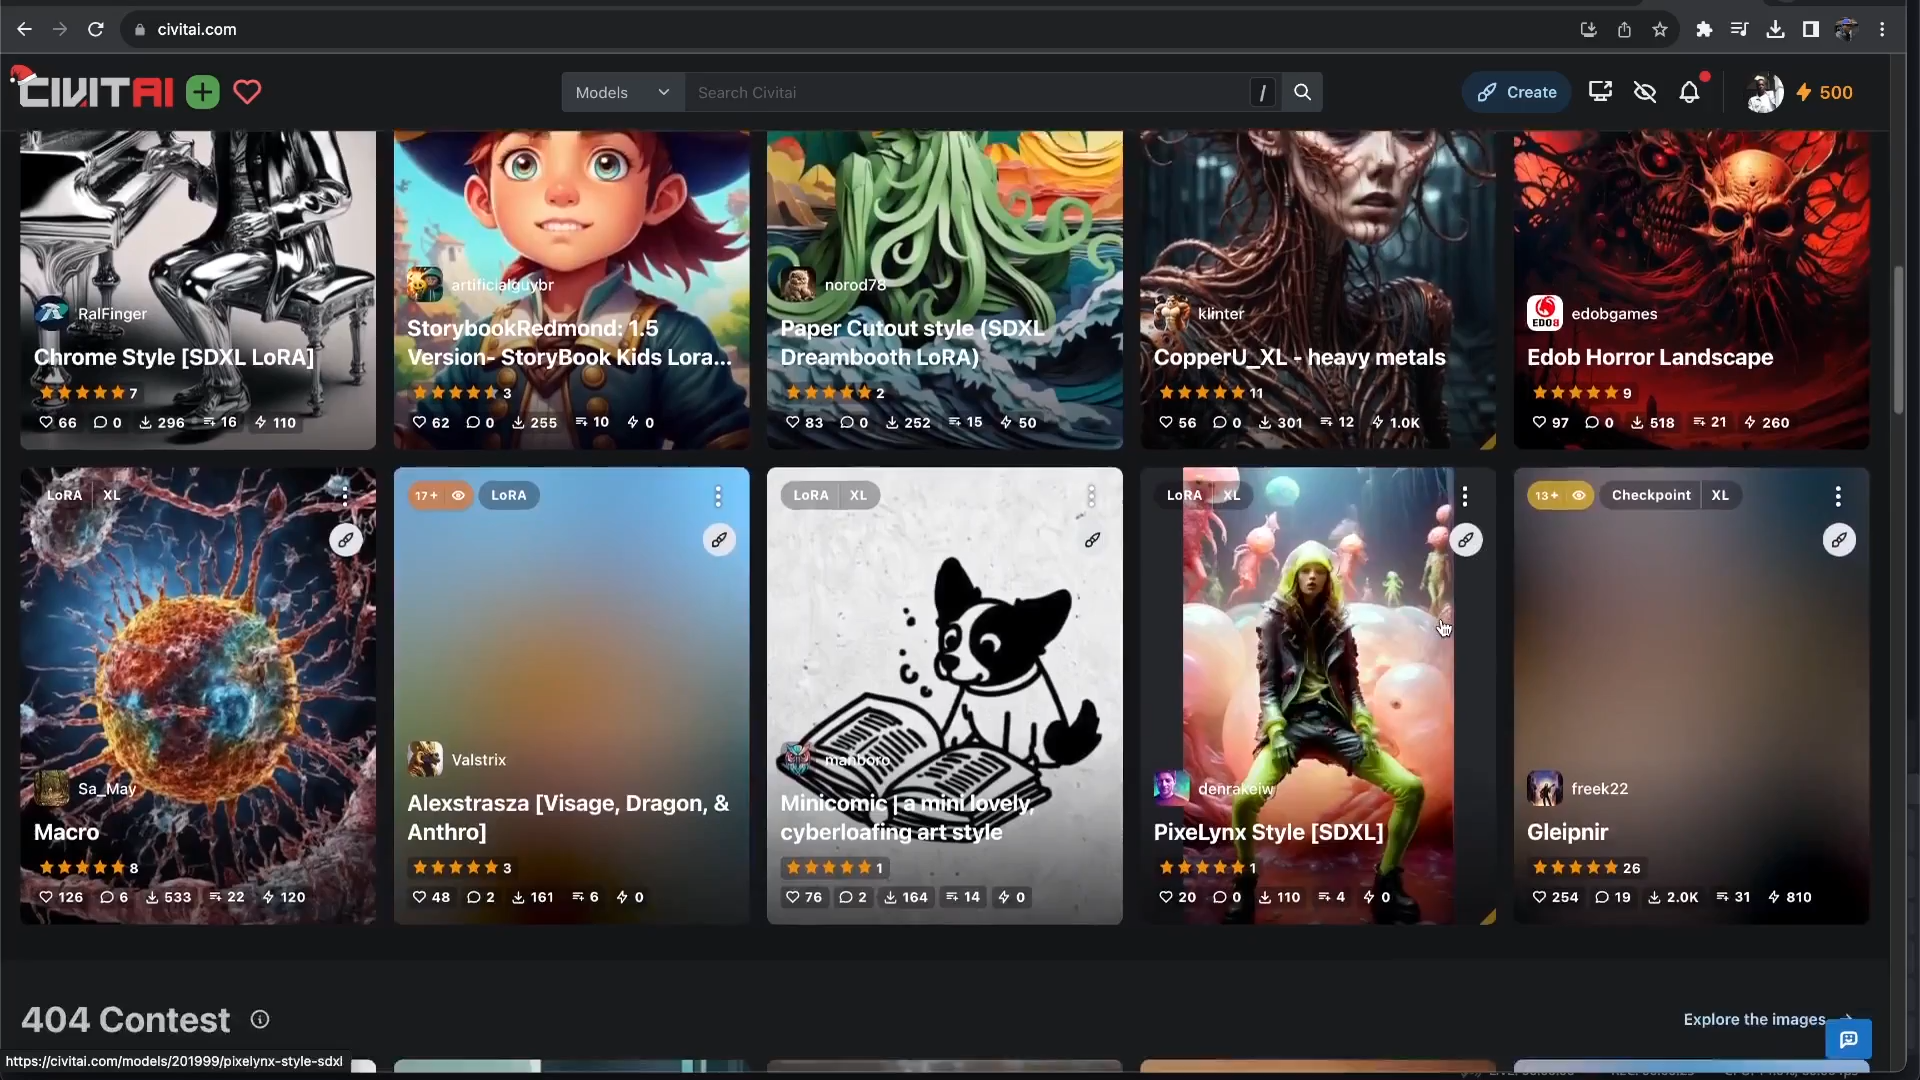 civitai.com
CIVITAI
Models
Search Civitai
/
Create
500
RalFinger
Chrome Style [SDXL LoRA]
7
66 0 296 16 110
artificialguybr
StorybookRedmond: 1.5
Version- StoryBook Kids Lora...
3
62 0 255 10 0
norod78
Paper Cutout style (SDXL
Dreambooth LoRA)
2
83 0 252 15 50
klinter
CopperU_XL - heavy metals
11
56 0 301 12 1.0K
EDOB
edobgames
Edob Horror Landscape
9
97 0 518 21 260
LoRA XL
Sa_May
Macro
8
126 6 533 22 120
17+ LoRA
Valstrix
Alexstrasza [Visage, Dragon, &
Anthro]
3
48 2 161 6 0
LoRA XL
manboro
Minicomic | a mini lovely,
cyberloafing art style
1
76 2 164 14 0
LoRA XL
denrakeiw
PixeLynx Style [SDXL]
1
20 0 110 4 0
13+ Checkpoint XL
freek22
Gleipnir
26
254 19 2.0K 31 810
404 Contest
Explore the images
https://civitai.com/models/201999/pixelynx-style-sdxl